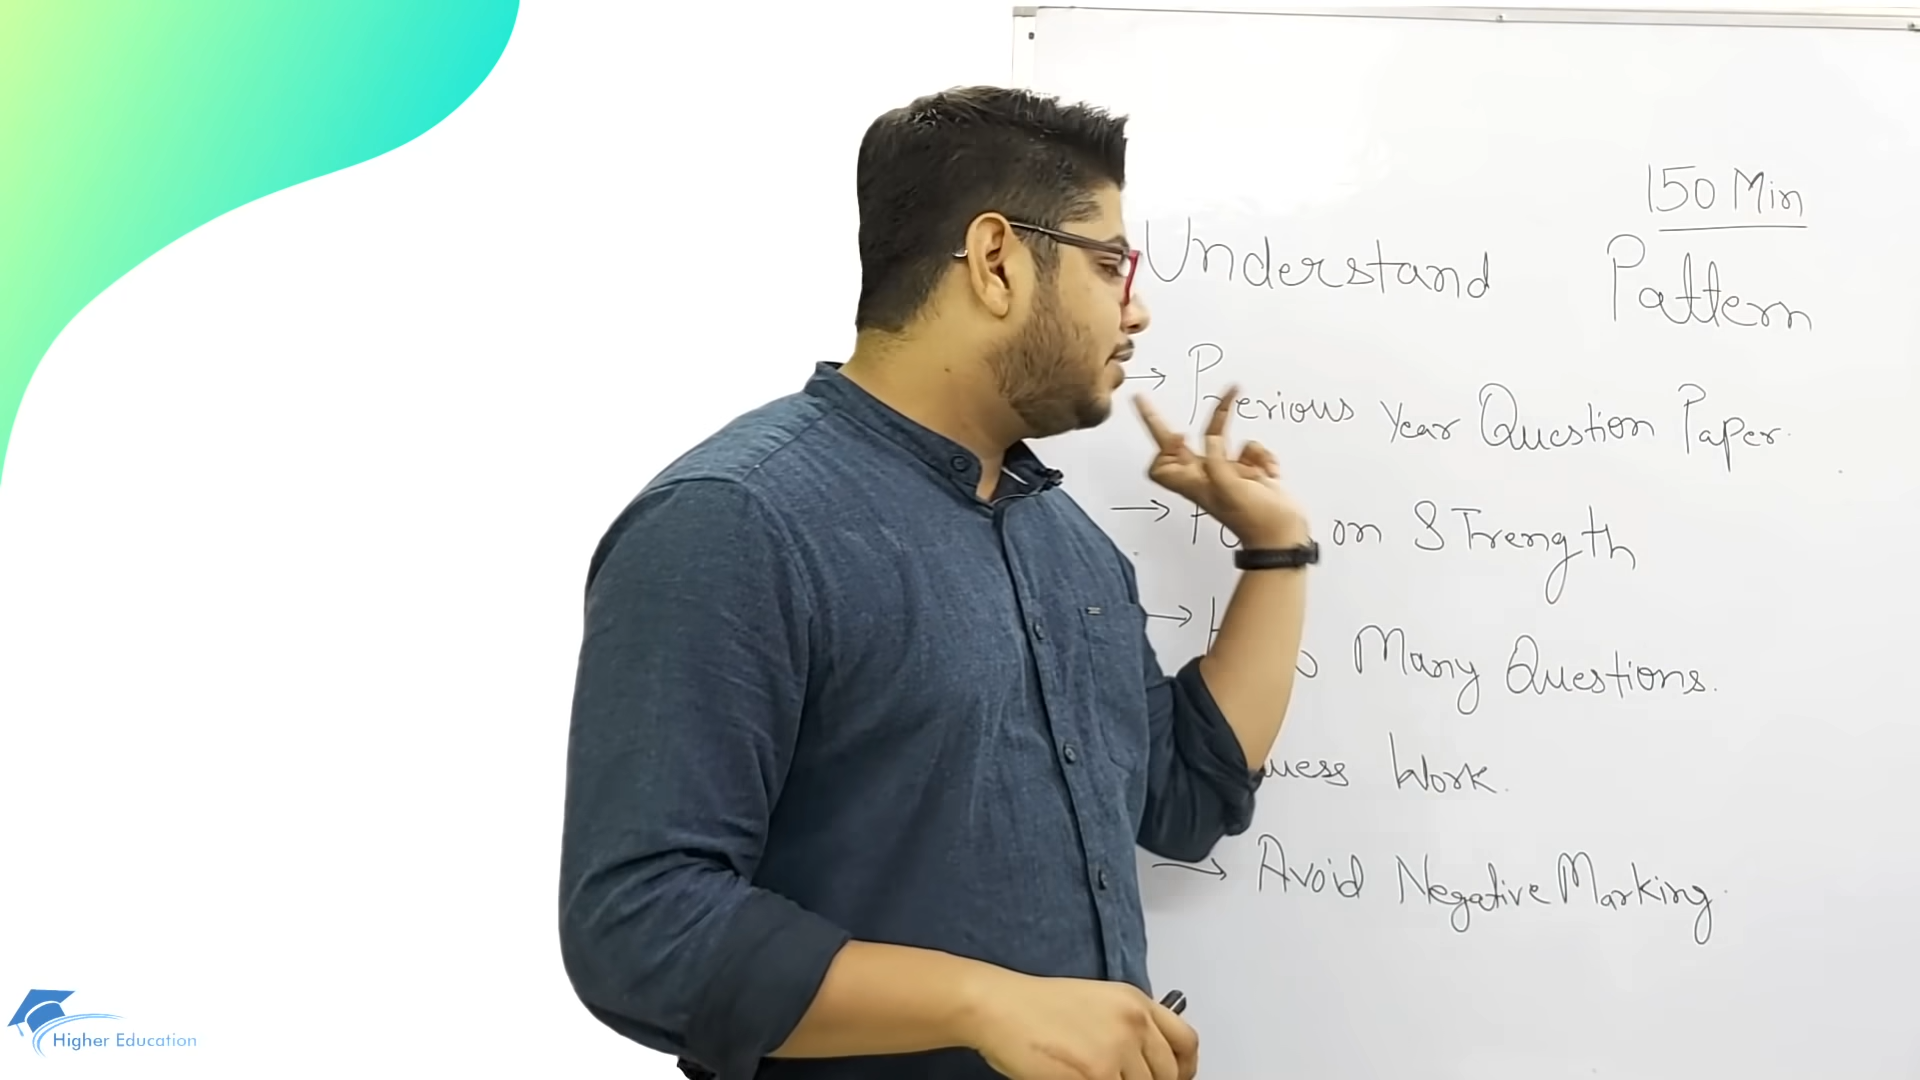 150 Min
Understand Pattern
→ Previous Year Question Paper.
→ on STrength
→ Many Questions.
Work.
→ Avoid Negative Marking.
Higher Education